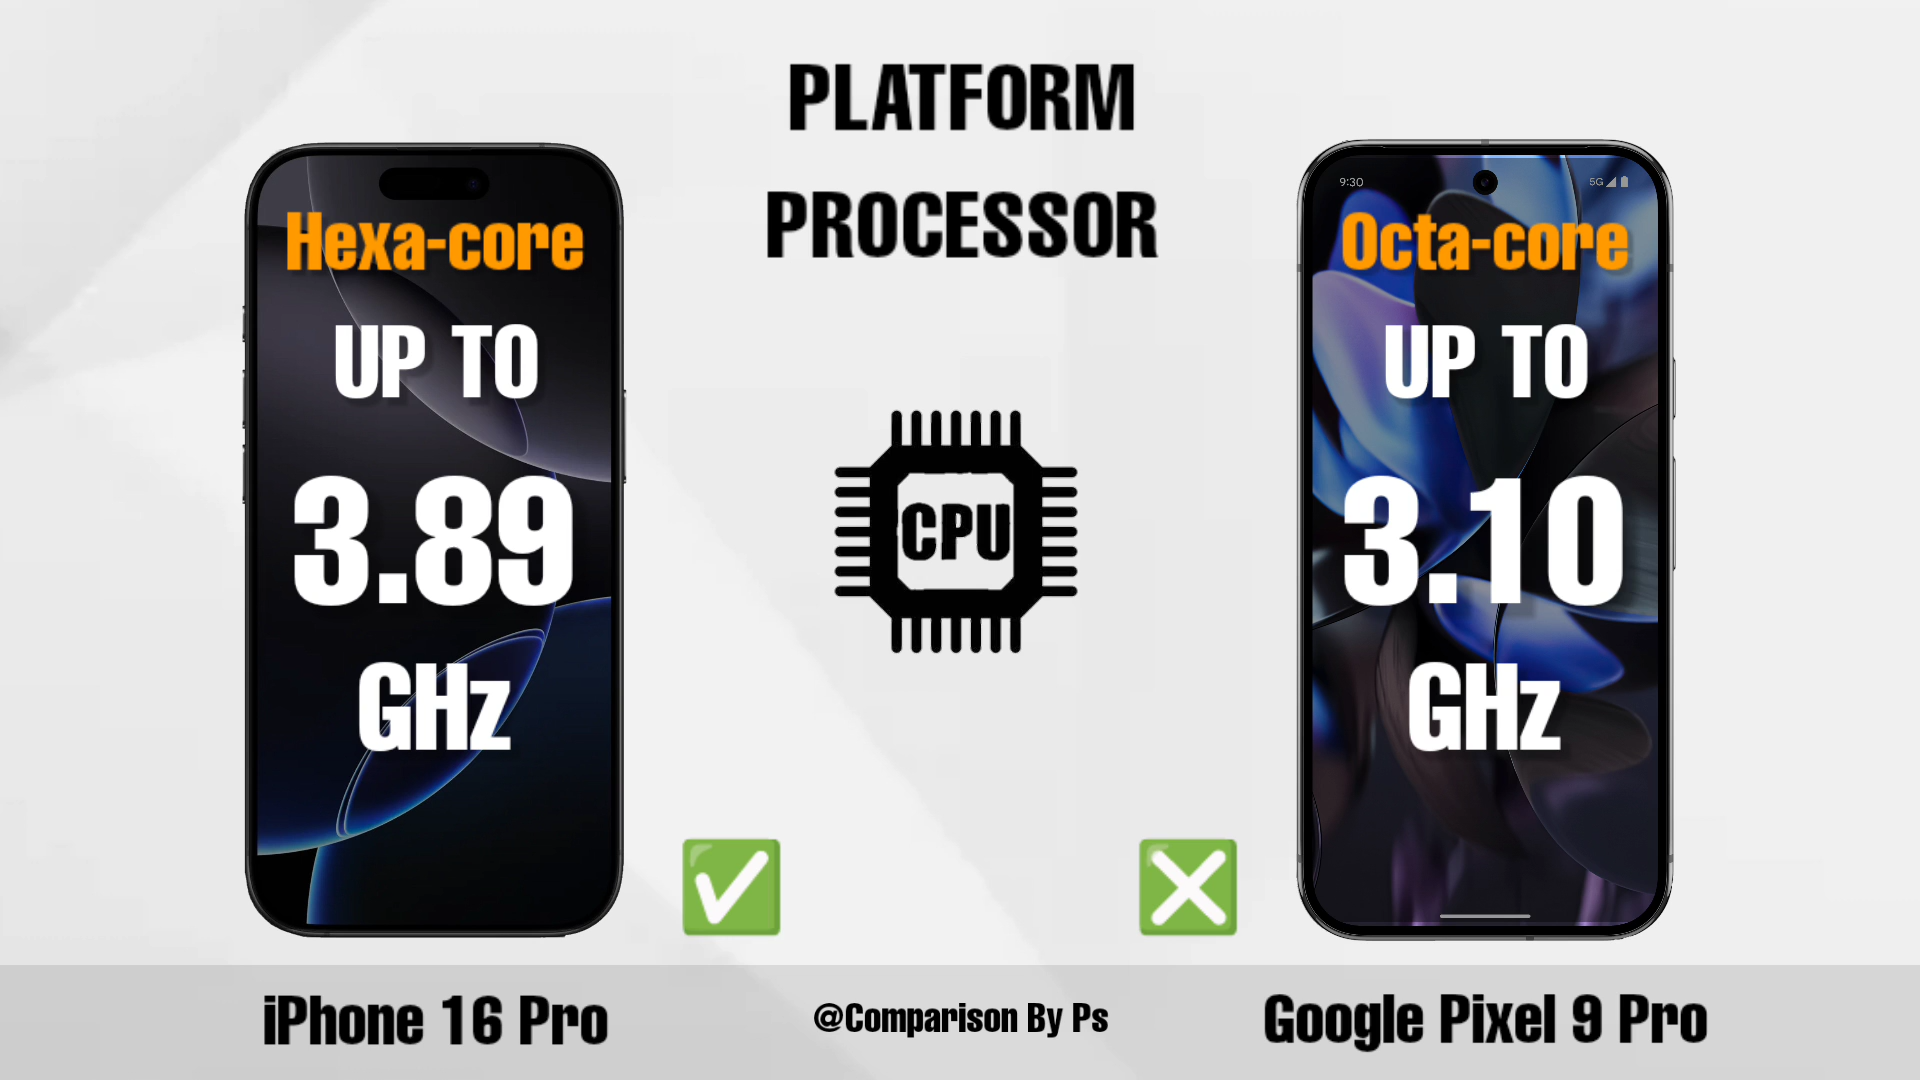 PLATFORM
PROCESSOR
Hexa-core
UP TO
3.89
GHz
CPU
9:30
5G
Octa-core
UP TO
3.10
GHz
iPhone 16 Pro
@Comparison By Ps
Google Pixel 9 Pro